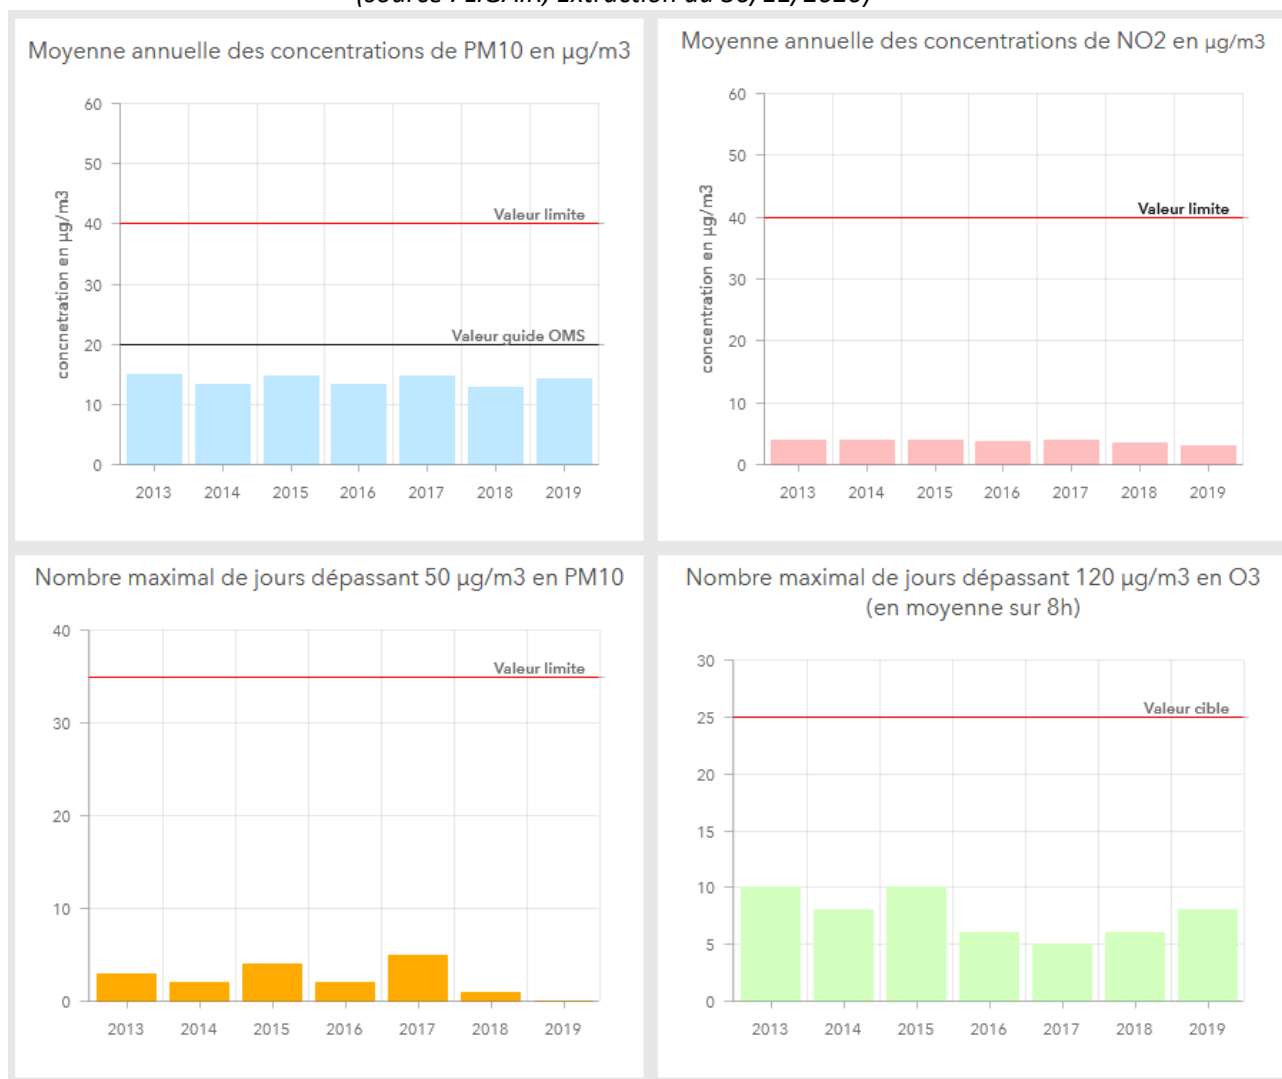 Moyenne annuelle des concentrations de PM10 en µg/m3
concnetration en µg/m3
60
50
40
30
20
10
0
Valeur limite
Valeur guide OMS
2013 2014 2015 2016 2017 2018 2019
Moyenne annuelle des concentrations de NO2 en µg/m3
concentration en µg/m3
60
50
40
30
20
10
0
Valeur limite
2013 2014 2015 2016 2017 2018 2019
Nombre maximal de jours dépassant 50 µg/m3 en PM10
40
30
20
10
0
Valeur limite
2013 2014 2015 2016 2017 2018 2019
Nombre maximal de jours dépassant 120 µg/m3 en O3
(en moyenne sur 8h)
30
25
20
15
10
5
0
Valeur cible
2013 2014 2015 2016 2017 2018 2019